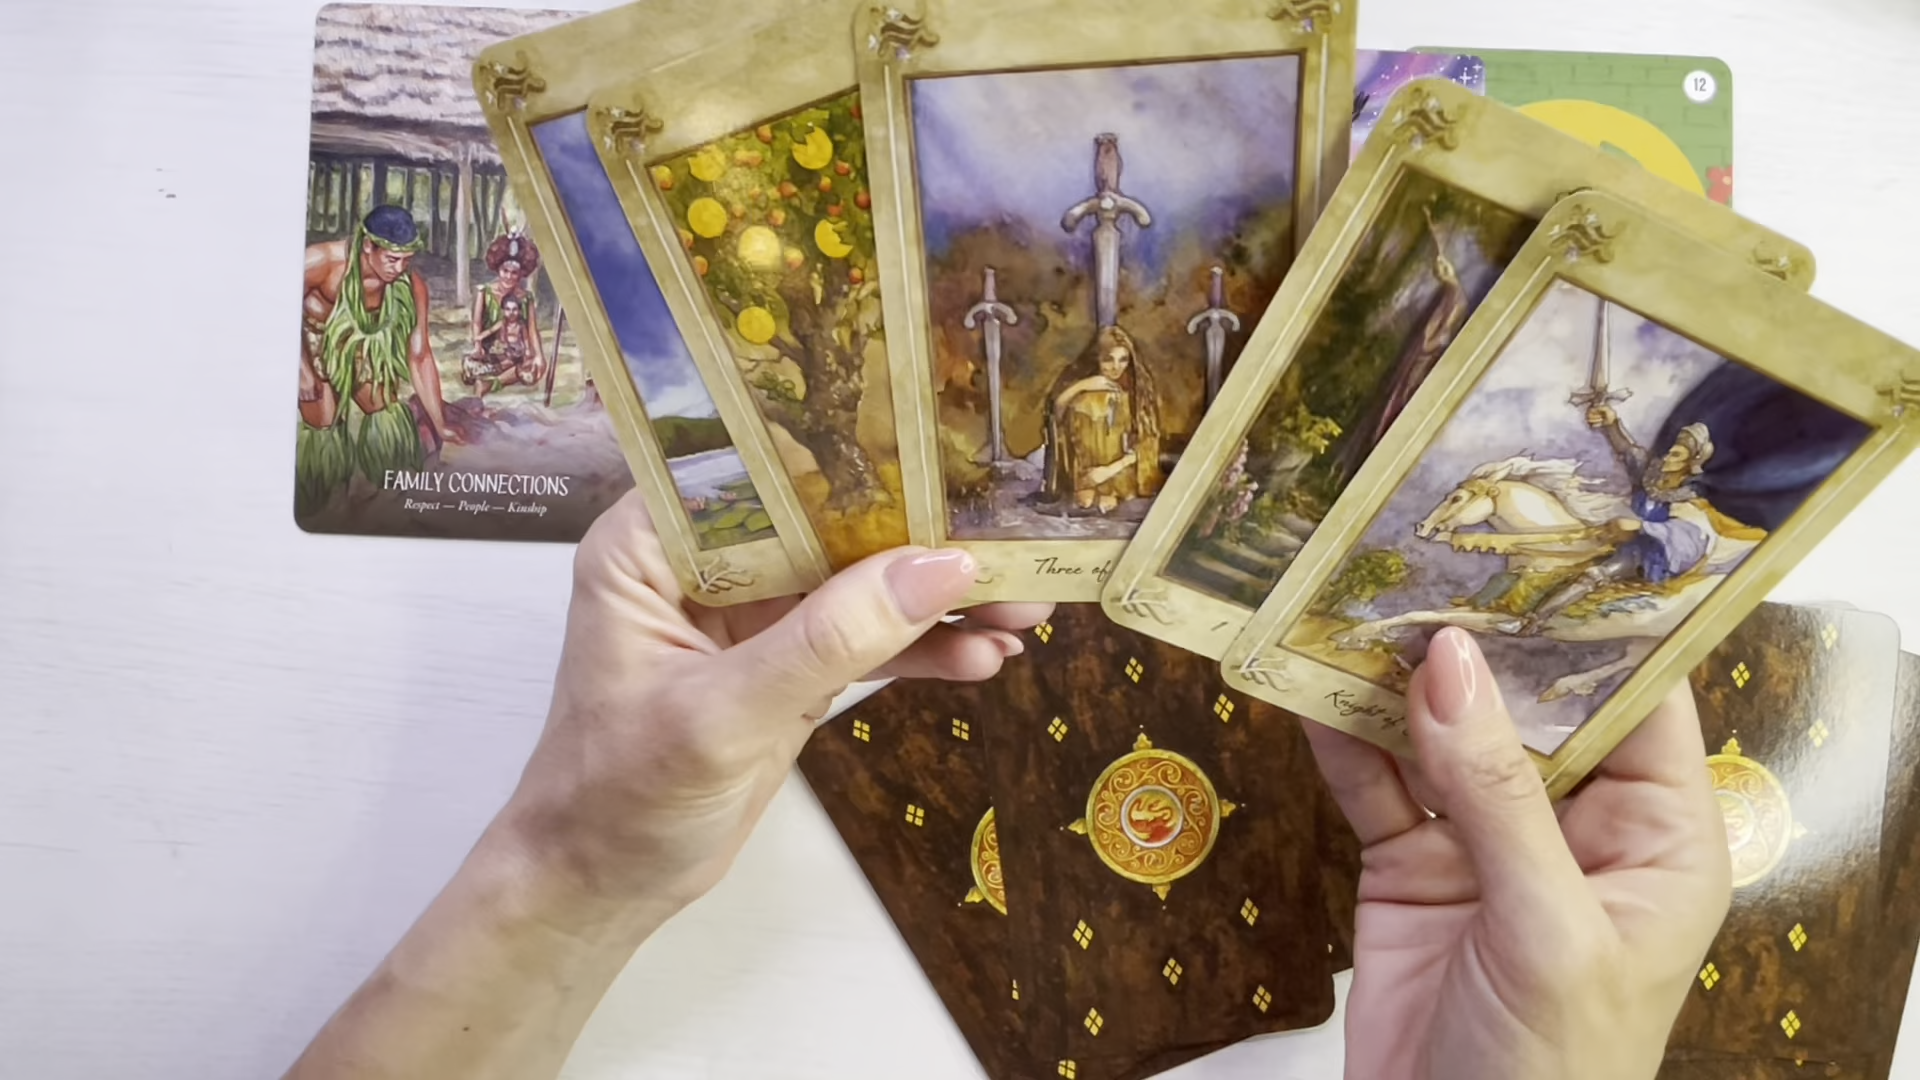 12
FAMILY CONNECTIONS
Respect — People — Kinship
Three of
Knight of